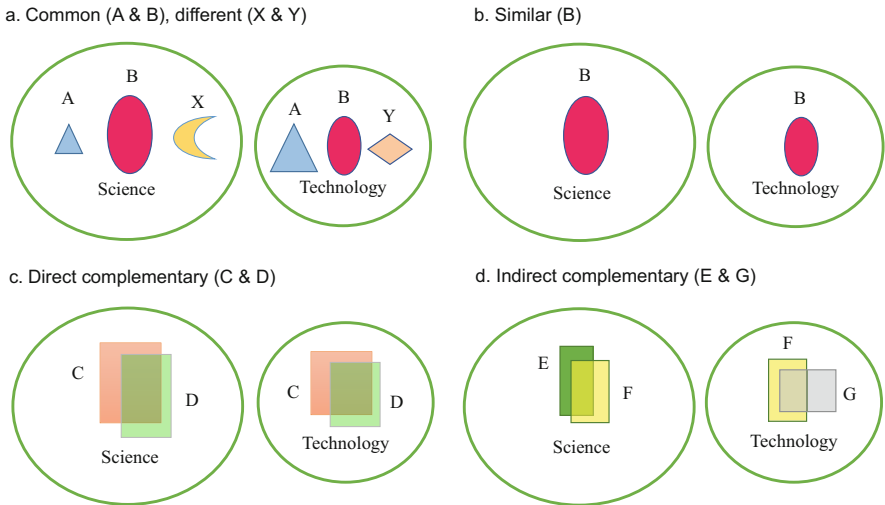 a. Common (A & B), different (X & Y)
A
B
X
Science
A
B
Y
Technology
b. Similar (B)
B
Science
B
Technology
c. Direct complementary (C & D)
C
D
Science
C
D
Technology
d. Indirect complementary (E & G)
E
F
Science
F
G
Technology